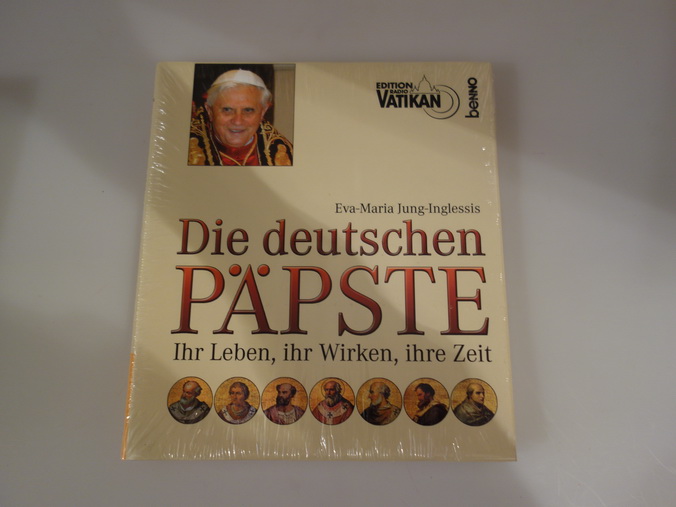 EDITION
RADIO
VATIKAN
benno
Eva-Maria Jung-Inglessis
Die deutschen
PÄPSTE
Ihr Leben, ihr Wirken, ihre Zeit